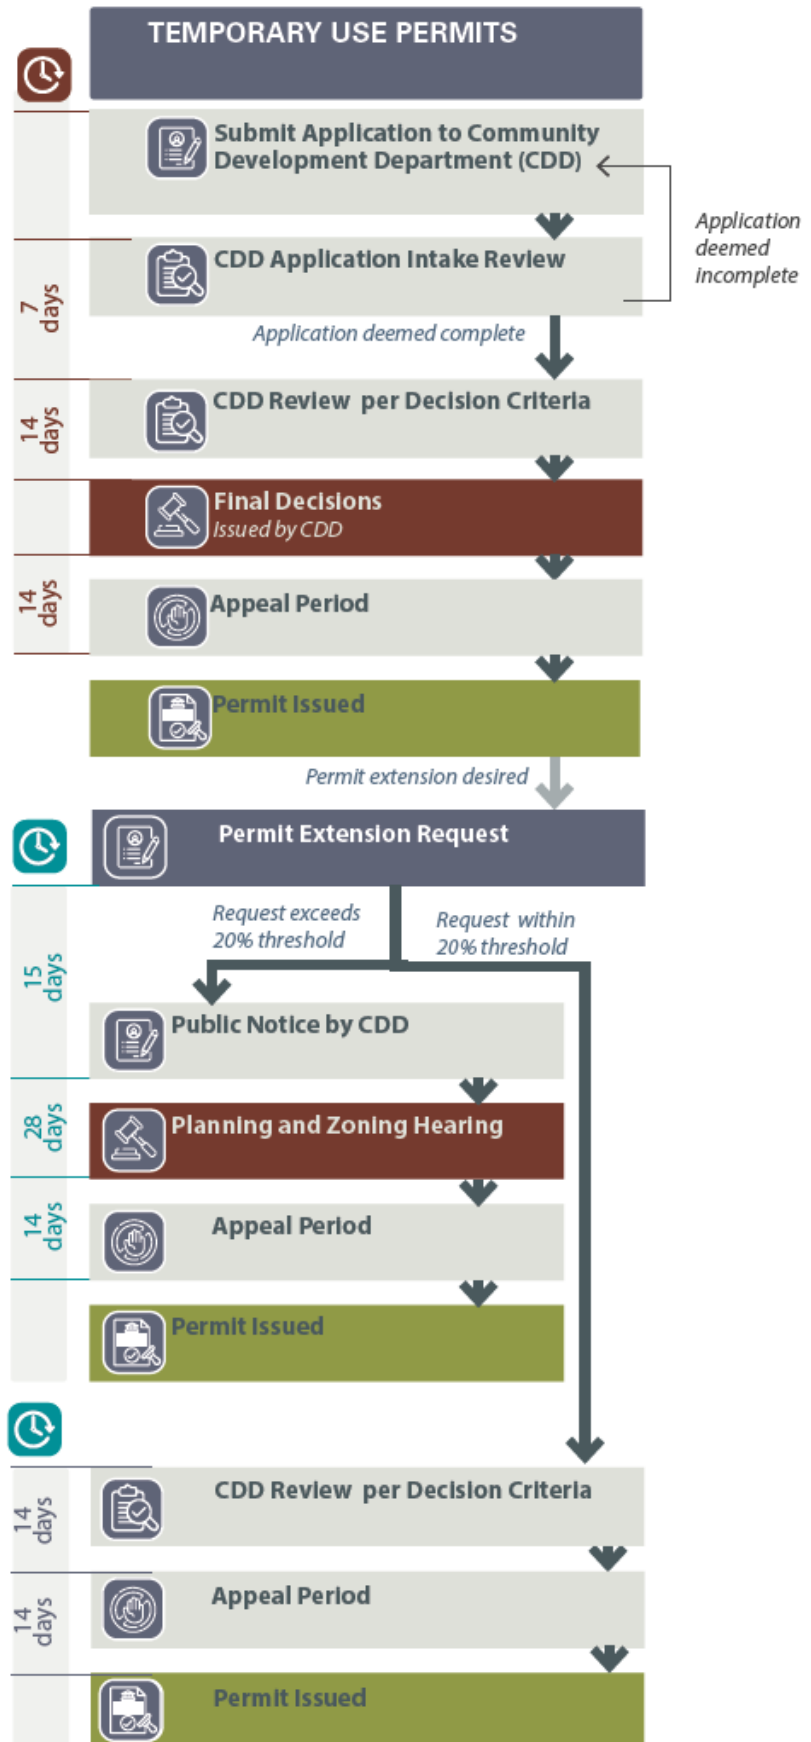 TEMPORARY USE PERMITS
Submit Application to Community
Development Department (CDD)
Application
deemed
incomplete
CDD Application Intake Review
7
days
Application deemed complete
CDD Review per Decision Criteria
14
days
Final Decisions
Issued by CDD
Appeal Period
14
days
Permit Issued
Permit extension desired
Permit Extension Request
Request exceeds
20% threshold
Request within
20% threshold
15
days
Public Notice by CDD
28
days
Planning and Zoning Hearing
14
days
Appeal Period
Permit Issued
CDD Review per Decision Criteria
14
days
Appeal Period
14
days
Permit Issued